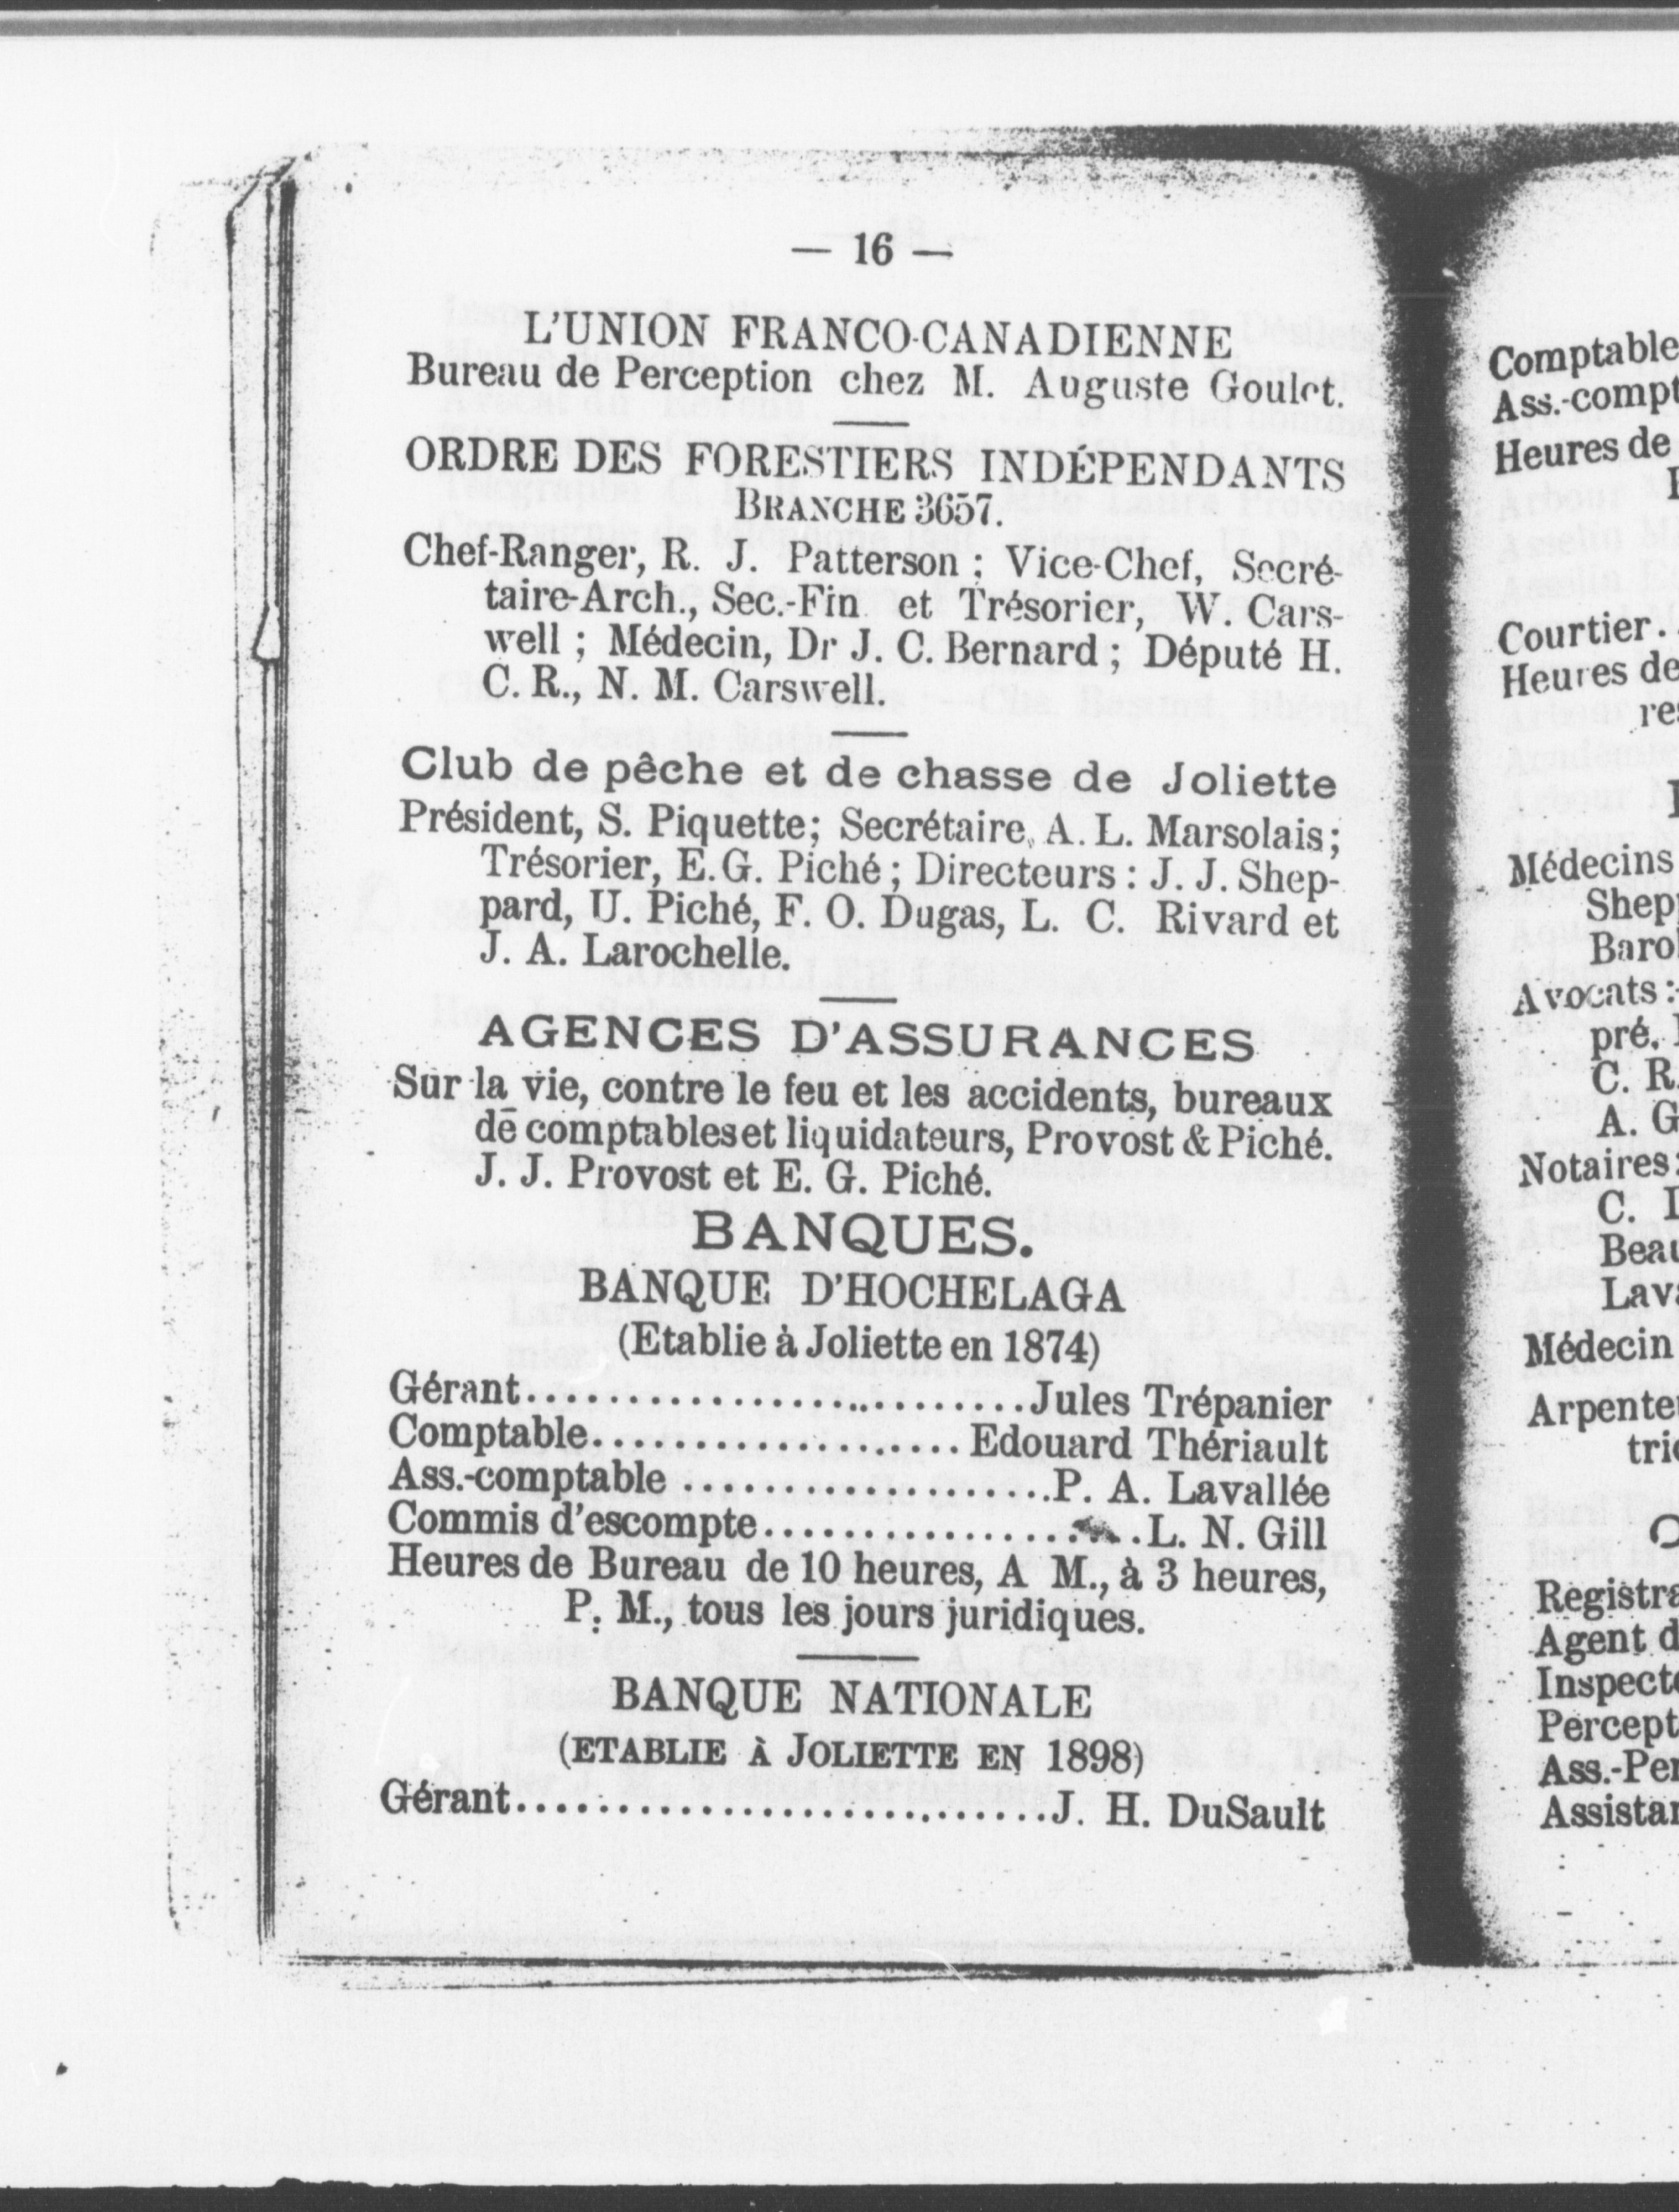 — 16 —
L'UNION FRANCO-CANADIENNE
Bureau de Perception chez M. Auguste Goulet.
ORDRE DES FORESTIERS INDÉPENDANTS
BRANCHE 3657.
Chef-Ranger, R. J. Patterson ; Vice-Chef, Secré-
taire-Arch., Sec.-Fin et Trésorier, W. Cars-
well ; Médecin, Dr J. C. Bernard ; Député H.
C. R., N. M. Carswell.
Club de pêche et de chasse de Joliette
Président, S. Piquette; Secrétaire, A. L. Marsolais;
Trésorier, E. G. Piché ; Directeurs : J. J. Shep-
pard, U. Piché, F. O. Dugas, L. C. Rivard et
J. A. Larochelle.
AGENCES D'ASSURANCES
Sur la vie, contre le feu et les accidents, bureaux
de comptables et liquidateurs, Provost & Piché.
J. J. Provost et E. G. Piché.
BANQUES.
BANQUE D'HOCHELAGA
(Etablie à Joliette en 1874)
Gérant..............................Jules Trépanier
Comptable...................... Edouard Thériault
Ass.-comptable ......................P. A. Lavallée
Commis d'escompte......................L. N. Gill
Heures de Bureau de 10 heures, A M., à 3 heures,
P. M., tous les jours juridiques.
BANQUE NATIONALE
(ETABLIE À JOLIETTE EN 1898)
Gérant................................J. H. DuSault
Comptable
Ass.-compt
Heures de
Courtier..
Heures de
res
Médecins
Shep
Baro
Avocats :
pré,
C. R.
A. G
Notaires:
C.
Beau
Lava
Médecin
Arpenteu
tric
Registra
Agent d
Inspecte
Percept
Ass.-Per
Assistan